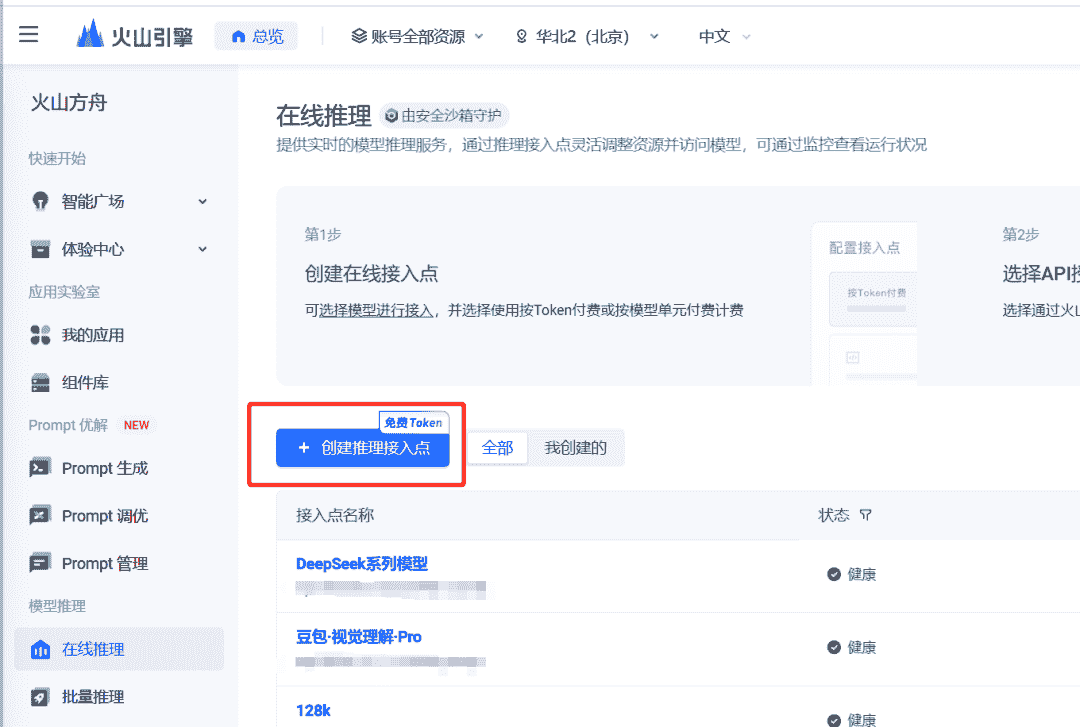 火山引擎 总览 账号全部资源 华北2（北京） 中文
火山方舟
快速开始
智能广场
体验中心
应用实验室
我的应用
组件库
Prompt 优解 NEW
Prompt 生成
Prompt 调优
Prompt 管理
模型推理
在线推理
批量推理
在线推理 由安全沙箱守护
提供实时的模型推理服务，通过推理接入点灵活调整资源并访问模型，可通过监控查看运行状况
第1步
创建在线接入点
可选择模型进行接入，并选择使用按Token付费或按模型单元付费计费
配置接入点
按Token付费
第2步
选择API
选择通过火山
免费Token
+ 创建推理接入点 全部 我创建的
接入点名称 状态
DeepSeek系列模型 健康
豆包·视觉理解·Pro 健康
128k 健康